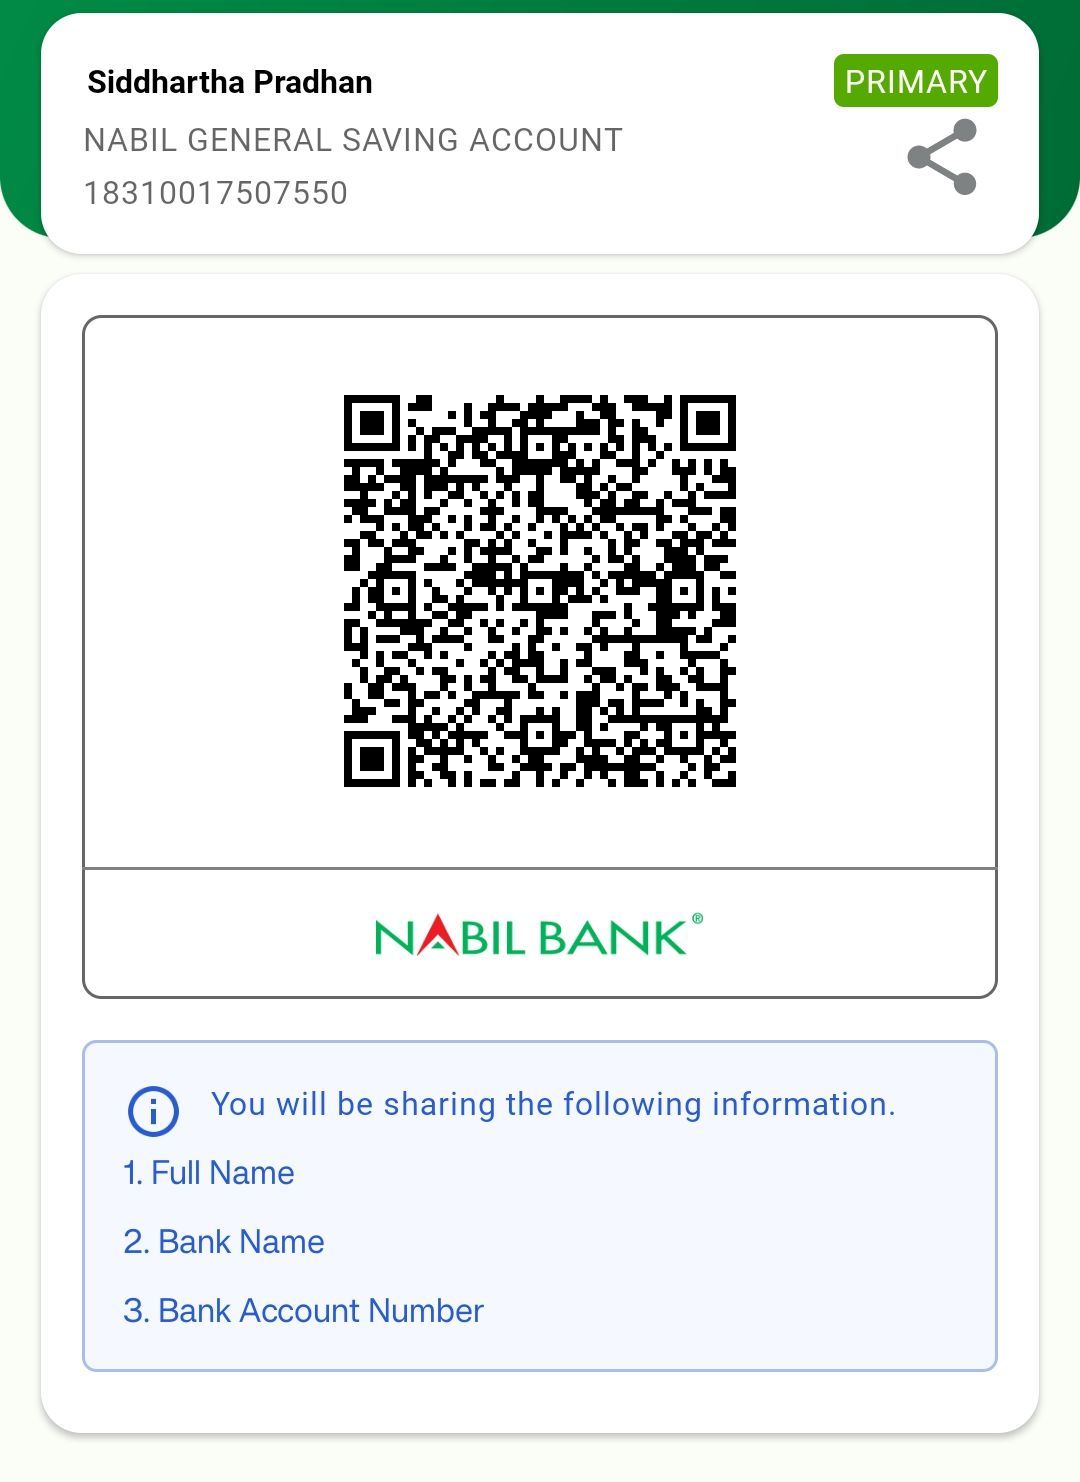 Siddhartha Pradhan
PRIMARY
NABIL GENERAL SAVING ACCOUNT
18310017507550
NABIL BANK®
You will be sharing the following information.
1. Full Name
2. Bank Name
3. Bank Account Number